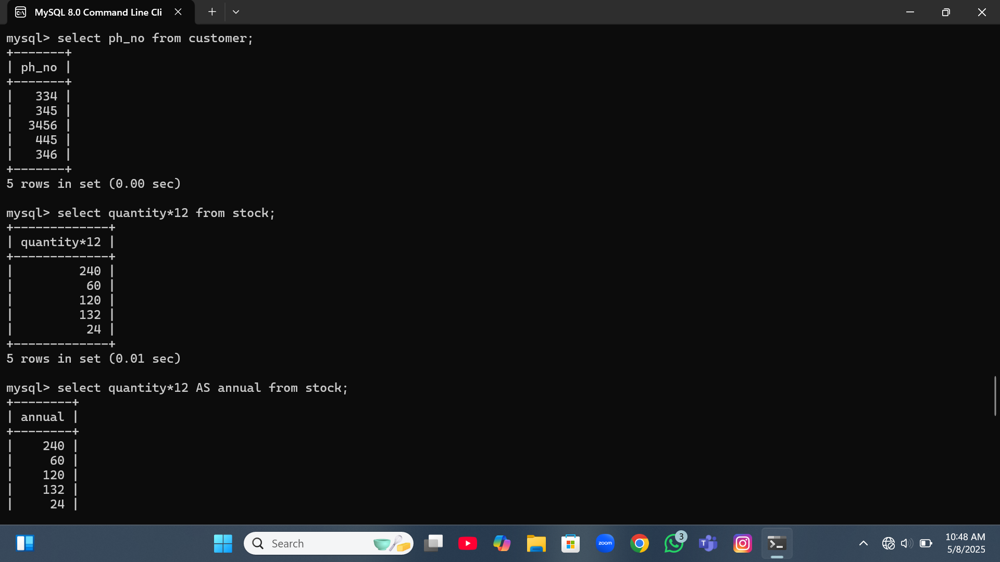 MySQL 8.0 Command Line Cli
mysql> select ph_no from customer;
+-------+
| ph_no |
+-------+
|   334 |
|   345 |
|  3456 |
|   445 |
|   346 |
+-------+
5 rows in set (0.00 sec)
mysql> select quantity*12 from stock;
+-------------+
| quantity*12 |
+-------------+
|         240 |
|          60 |
|         120 |
|         132 |
|          24 |
+-------------+
5 rows in set (0.01 sec)
mysql> select quantity*12 AS annual from stock;
+--------+
| annual |
+--------+
|    240 |
|     60 |
|    120 |
|    132 |
|     24 |
Search
zoom
3
T
10:48 AM
5/8/2025